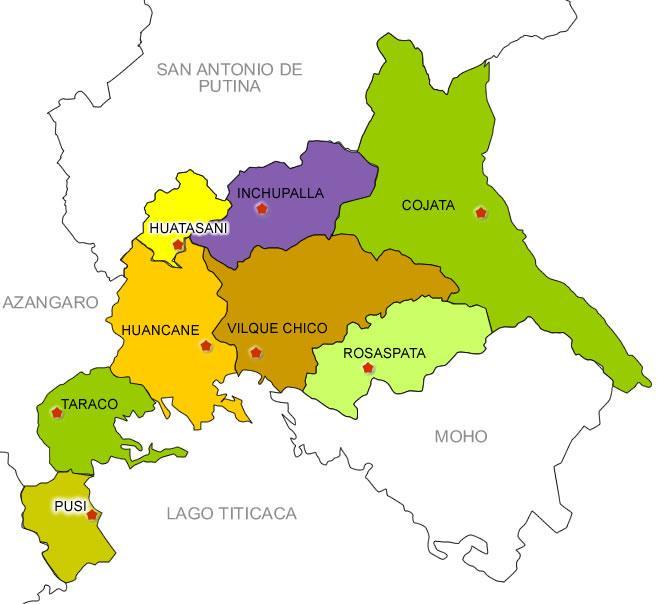 SAN ANTONIO DE
PUTINA
INCHUPALLA
COJATA
HUATASANI
AZANGARO
HUANCANE
VILQUE CHICO
ROSASPATA
TARACO
MOHO
PUSI
LAGO TITICACA